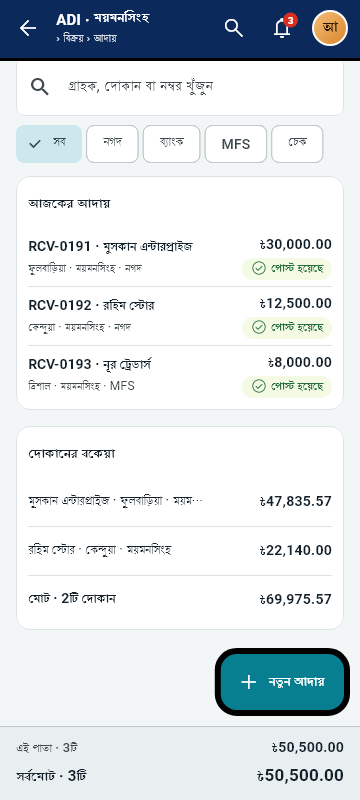 ADI · ময়মনসিংহ
› বিক্রয় › আদায়
3
আ
গ্রাহক, দোকান বা নম্বর খুঁজুন
সব
নগদ
ব্যাংক
MFS
চেক
আজকের আদায়
RCV-0191 · মুসকান এন্টারপ্রাইজ
৳30,000.00
ফুলবাড়িয়া · ময়মনসিংহ · নগদ
পোস্ট হয়েছে
RCV-0192 · রহিম স্টোর
৳12,500.00
কেন্দুয়া · ময়মনসিংহ · নগদ
পোস্ট হয়েছে
RCV-0193 · নূর ট্রেডার্স
৳8,000.00
ত্রিশাল · ময়মনসিংহ · MFS
পোস্ট হয়েছে
দোকানের বকেয়া
মুসকান এন্টারপ্রাইজ · ফুলবাড়িয়া · ময়ম...
৳47,835.57
রহিম স্টোর · কেন্দুয়া · ময়মনসিংহ
৳22,140.00
মোট · 2টি দোকান
৳69,975.57
নতুন আদায়
এই পাতা · 3টি
৳50,500.00
সর্বমোট · 3টি
৳50,500.00